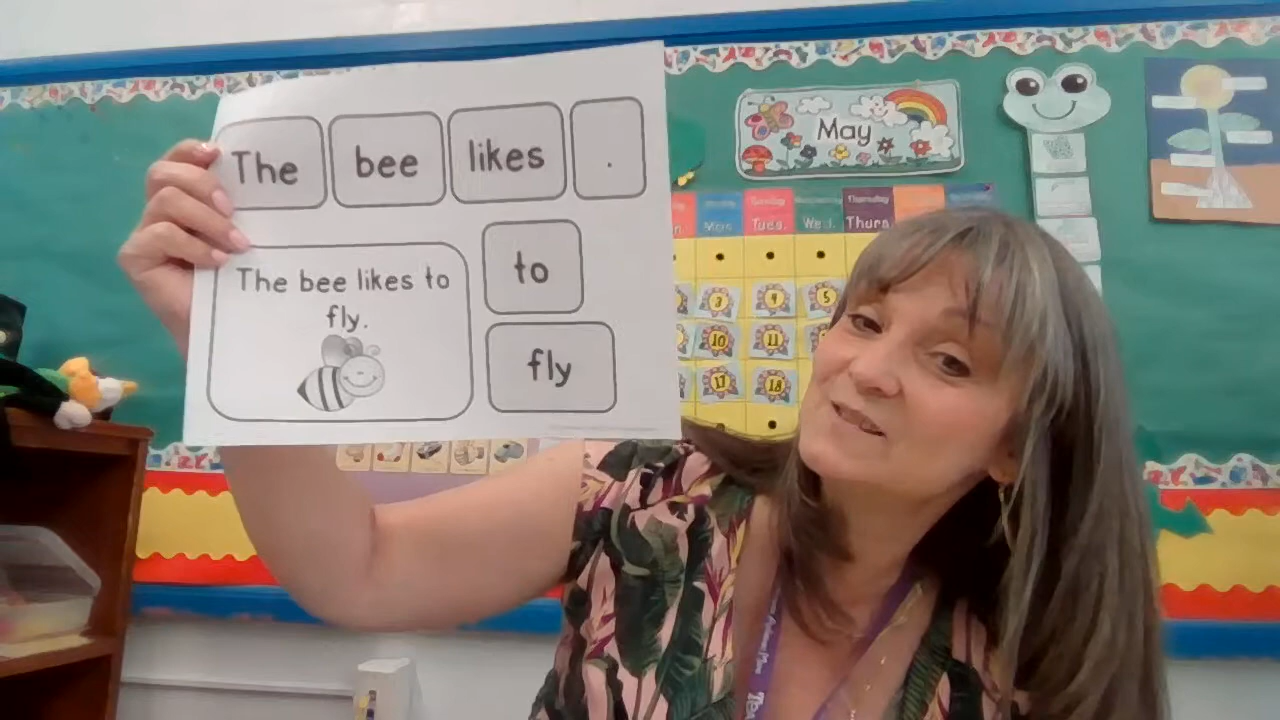 The bee likes .
The bee likes to
fly.
to
fly
May
Tues. Wed. Thurs.
3 4 5
10 11
17 18